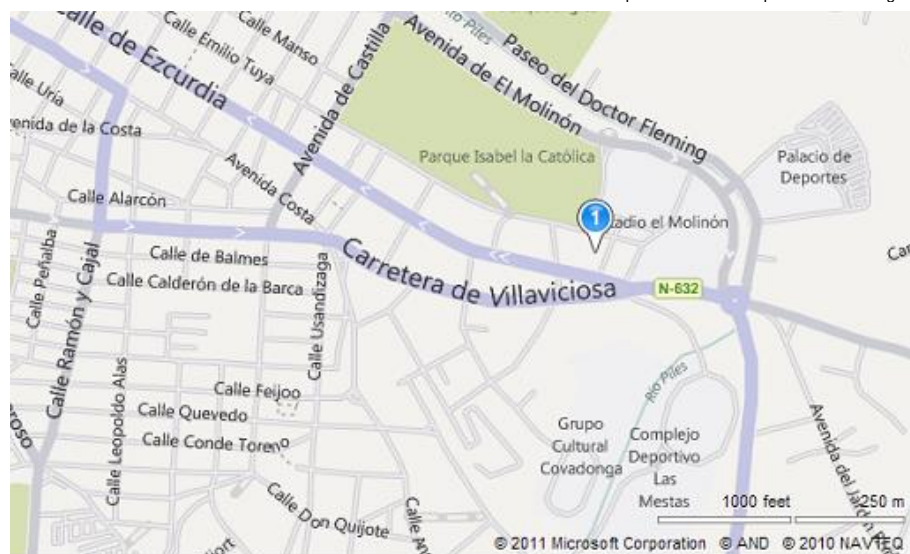 Calle de Ezcurdia
Calle Emilio Tuya
Calle Manso
Avenida de Castilla
Río Piles
Avenida de El Molinón
Paseo del Doctor Fleming
Calle Uría
enida de la Costa
Avenida Costa
Parque Isabel la Católica
Palacio de
Deportes
Calle Alarcón
1
adio el Molinón
Calle Peñalba
Calle Ramón y Cajal
Calle de Balmes
Calle Calderón de la Barca
Calle Usandizaga
Carretera de Villaviciosa
N-632
Calle Leopoldo Alas
Calle Feijoo
Calle Quevedo
Calle Conde Toreno
Río Piles
Grupo
Cultural
Covadonga
Complejo
Deportivo
Las
Mestas
Calle Don Quijote
1000 feet
250 m
© 2011 Microsoft Corporation © AND © 2010 NAVTEQ